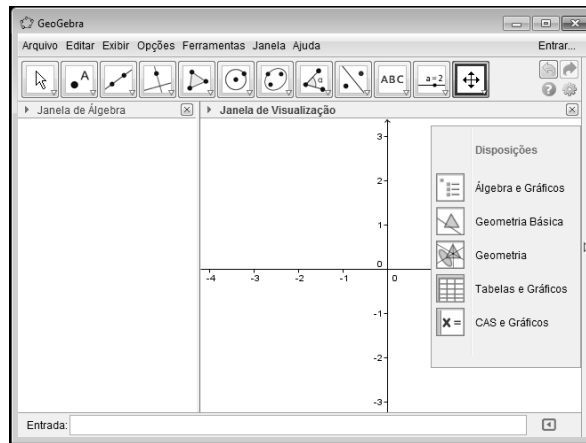 GeoGebra
Arquivo Editar Exibir Opções Ferramentas Janela Ajuda Entrar...
A α ABC a=2
Janela de Álgebra Janela de Visualização
3
Disposições
2 Álgebra e Gráficos
1 Geometria Básica
0 Geometria
-4 -3 -2 -1 0
Tabelas e Gráficos
-1
x = CAS e Gráficos
-2
-3
Entrada: